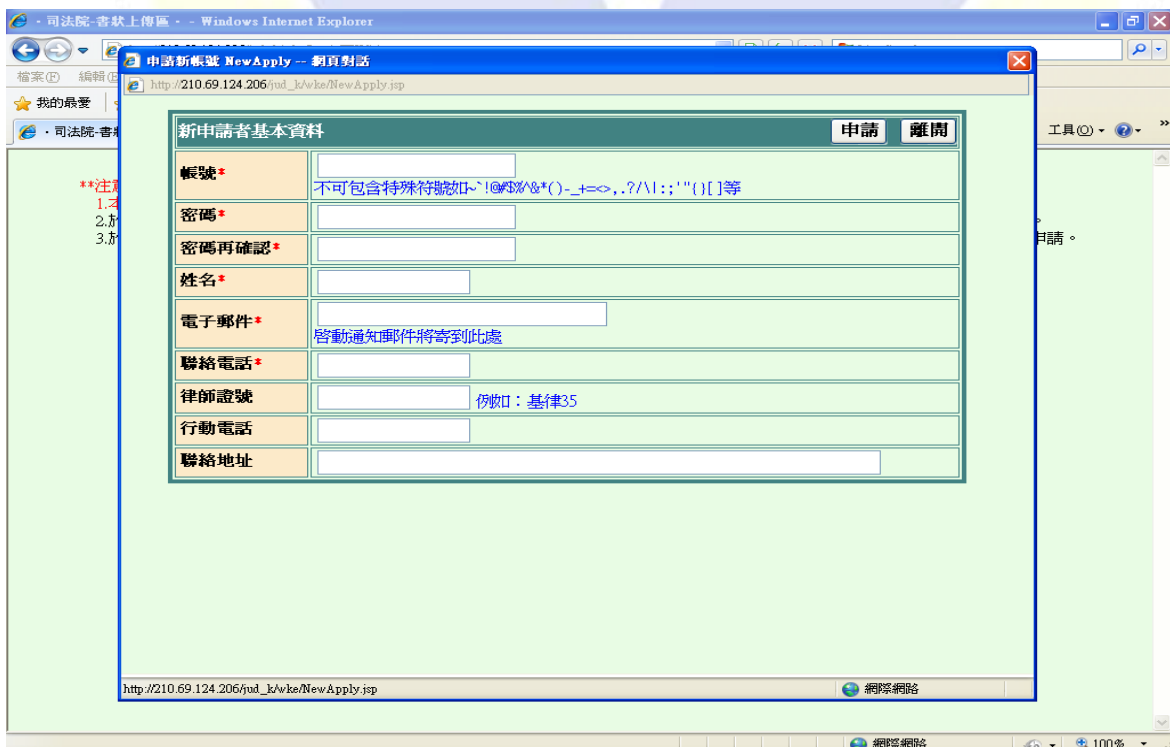 ・司法院-書狀上傳區・ - Windows Internet Explorer
申請新帳號 NewApply -- 網頁對話
檔案(F) 編輯(E
http://210.69.124.206/jud_k/wke/NewApply.jsp
我的最愛
・司法院-書
工具(O)
新申請者基本資料 申請 離開
帳號*
不可包含特殊符號如~`!@#$%^&*()-_+=<>,.?/\|:;'"{}[]等
密碼*
密碼再確認*
姓名*
電子郵件*
啓動通知郵件將寄到此處
聯絡電話*
律師證號 例如：基律35
行動電話
聯絡地址
**注意
1.本
2.於
3.於 申請。
http://210.69.124.206/jud_k/wke/NewApply.jsp 網際網路
網際網路 100%